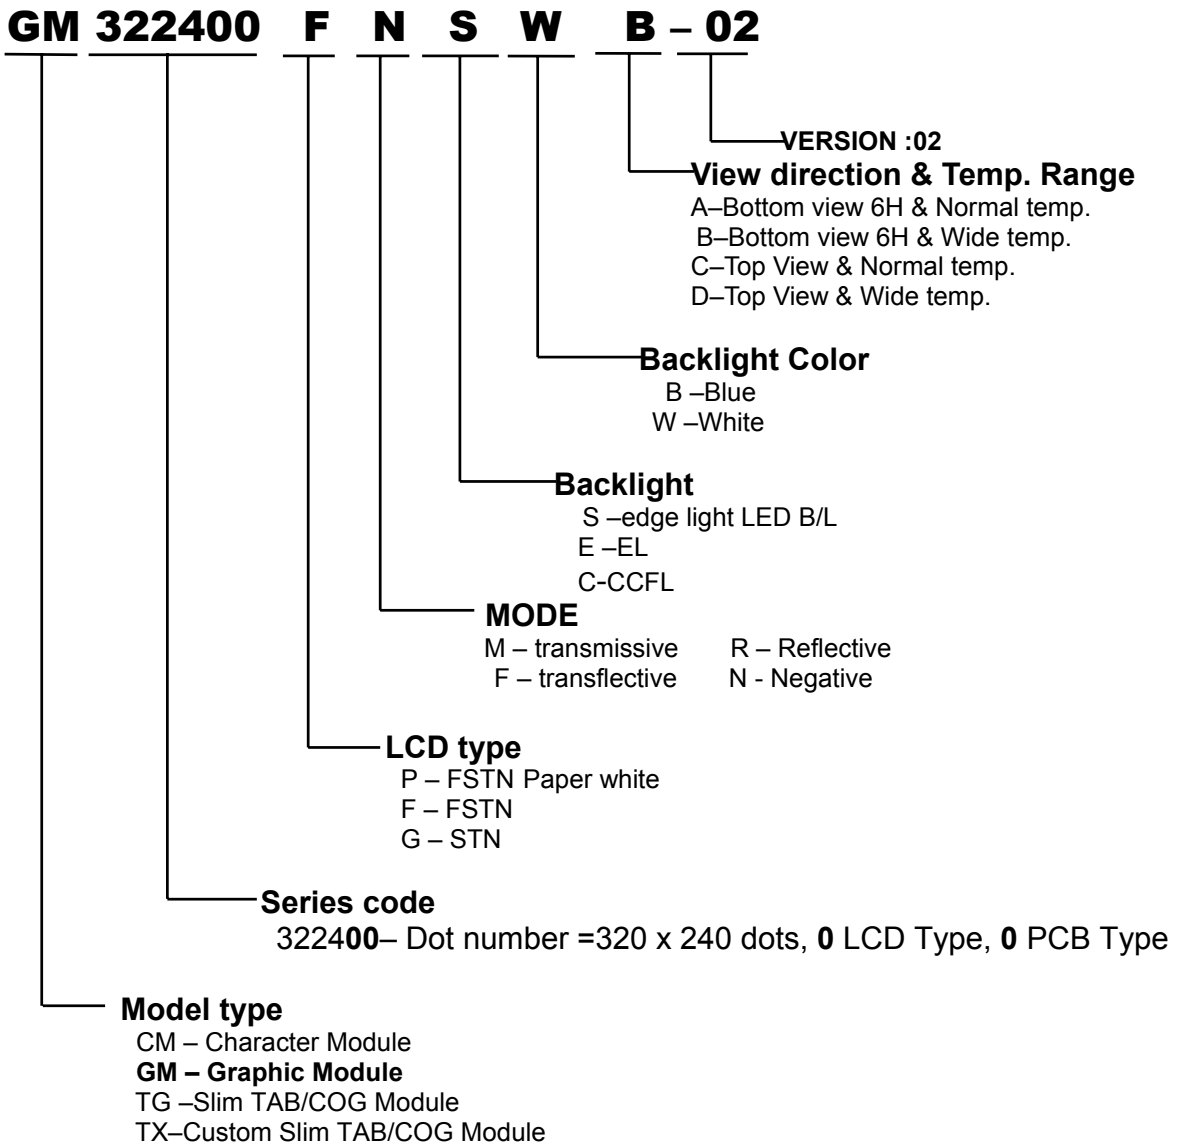 GM 322400 F N S W B – 02
VERSION :02
View direction & Temp. Range
A–Bottom view 6H & Normal temp.
B–Bottom view 6H & Wide temp.
C–Top View & Normal temp.
D–Top View & Wide temp.
Backlight Color
B –Blue
W –White
Backlight
S –edge light LED B/L
E –EL
C-CCFL
MODE
M – transmissive R – Reflective
F – transflective N - Negative
LCD type
P – FSTN Paper white
F – FSTN
G – STN
Series code
322400– Dot number =320 x 240 dots, 0 LCD Type, 0 PCB Type
Model type
CM – Character Module
GM – Graphic Module
TG –Slim TAB/COG Module
TX–Custom Slim TAB/COG Module